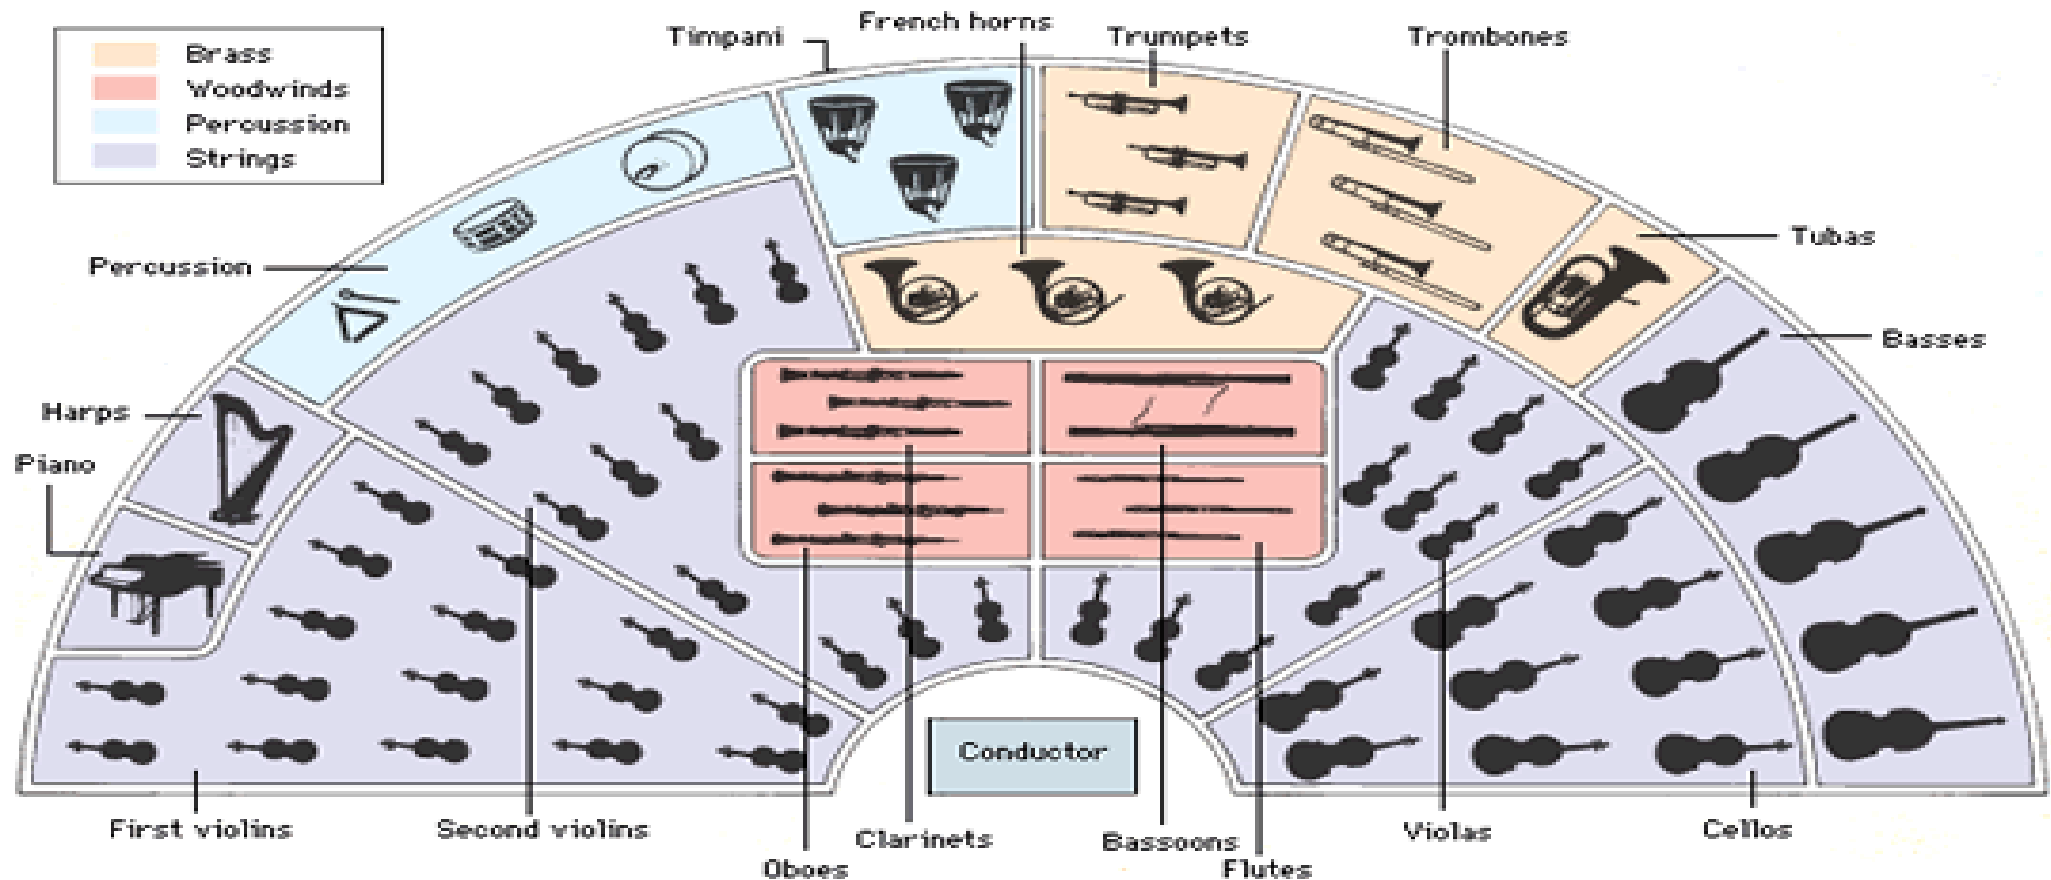 Brass
Woodwinds
Percussion
Strings
Timpani
French horns
Trumpets
Trombones
Tubas
Basses
Percussion
Harps
Piano
Conductor
First violins
Second violins
Oboes
Clarinets
Bassoons
Flutes
Violas
Cellos